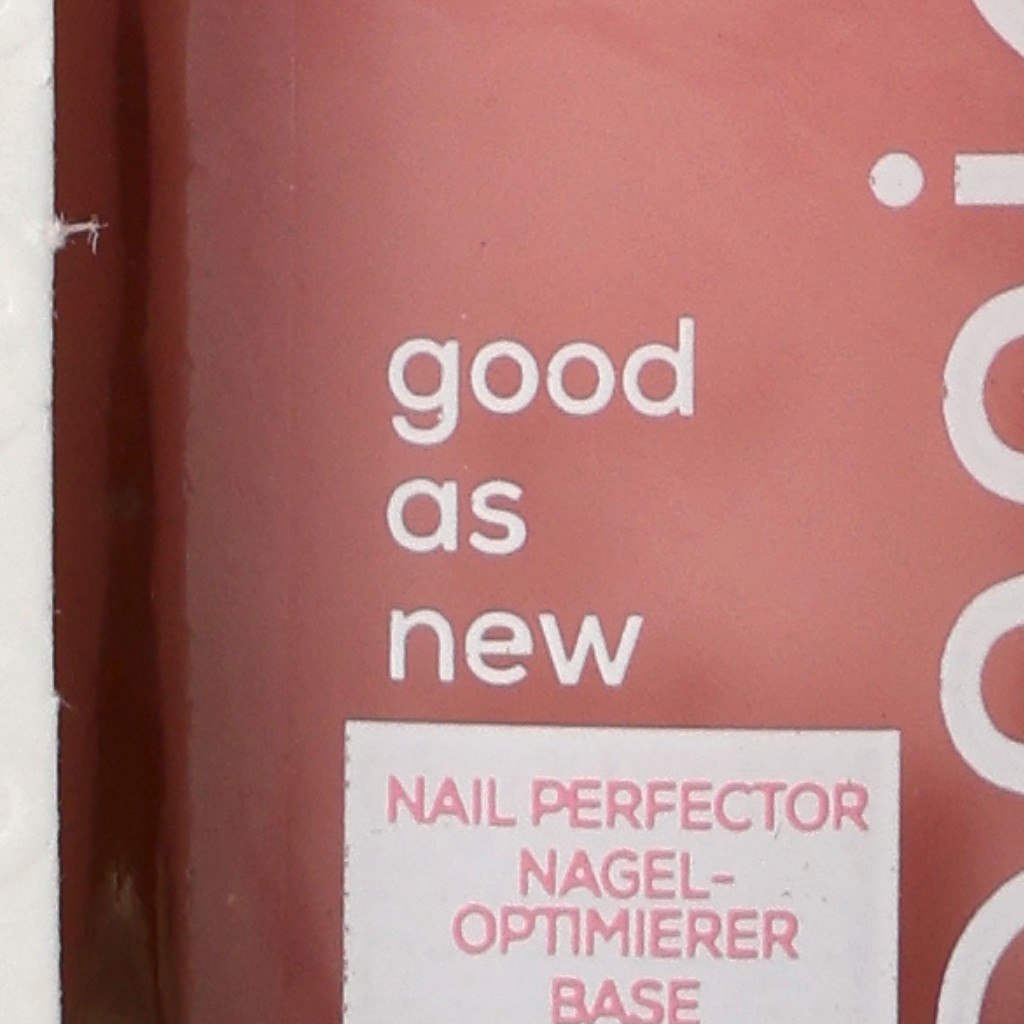 good
as
new
NAIL PERFECTOR
NAGEL-
OPTIMIERER
BASE